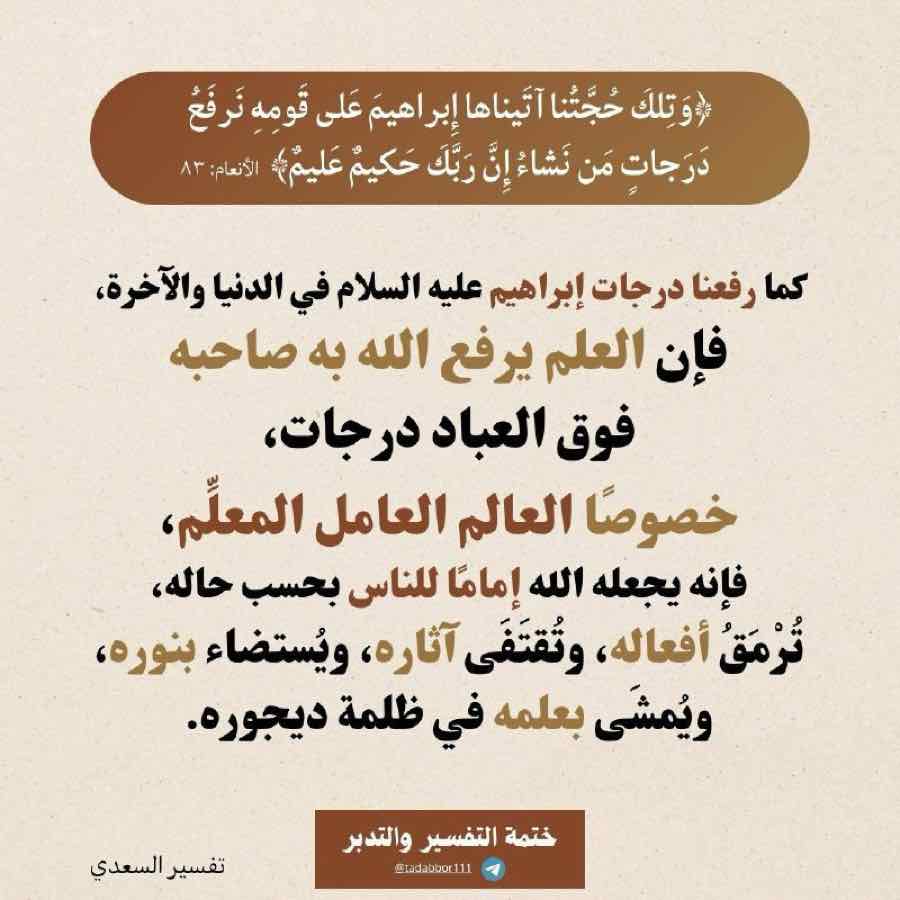 ﴿وَتِلكَ حُجَّتُنا آتَيناها إِبراهيمَ عَلى قَومِهِ نَرفَعُ
دَرَجاتٍ مَن نَشاءُ إِنَّ رَبَّكَ حَكيمٌ عَليمٌ﴾ الأنعام: ٨٣
كما رفعنا درجات إبراهيم عليه السلام في الدنيا والآخرة،
فإن العلم يرفع الله به صاحبه
فوق العباد درجات،
خصوصًا العالم العامل المعلِّم،
فإنه يجعله الله إمامًا للناس بحسب حاله،
تُرْمَقُ أفعاله، وتُقتَفَى آثاره، ويُستضاء بنوره،
ويُمشَى بعلمه في ظلمة ديجوره.
ختمة التفسير والتدبر
@tadabbor111
تفسير السعدي